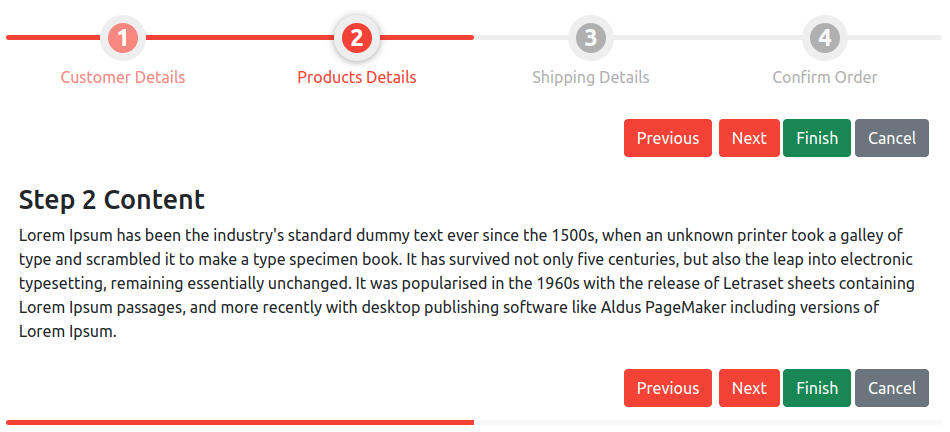 1 2 3 4
Customer Details Products Details Shipping Details Confirm Order
Previous Next Finish Cancel
Step 2 Content
Lorem Ipsum has been the industry's standard dummy text ever since the 1500s, when an unknown printer took a galley of
type and scrambled it to make a type specimen book. It has survived not only five centuries, but also the leap into electronic
typesetting, remaining essentially unchanged. It was popularised in the 1960s with the release of Letraset sheets containing
Lorem Ipsum passages, and more recently with desktop publishing software like Aldus PageMaker including versions of
Lorem Ipsum.
Previous Next Finish Cancel